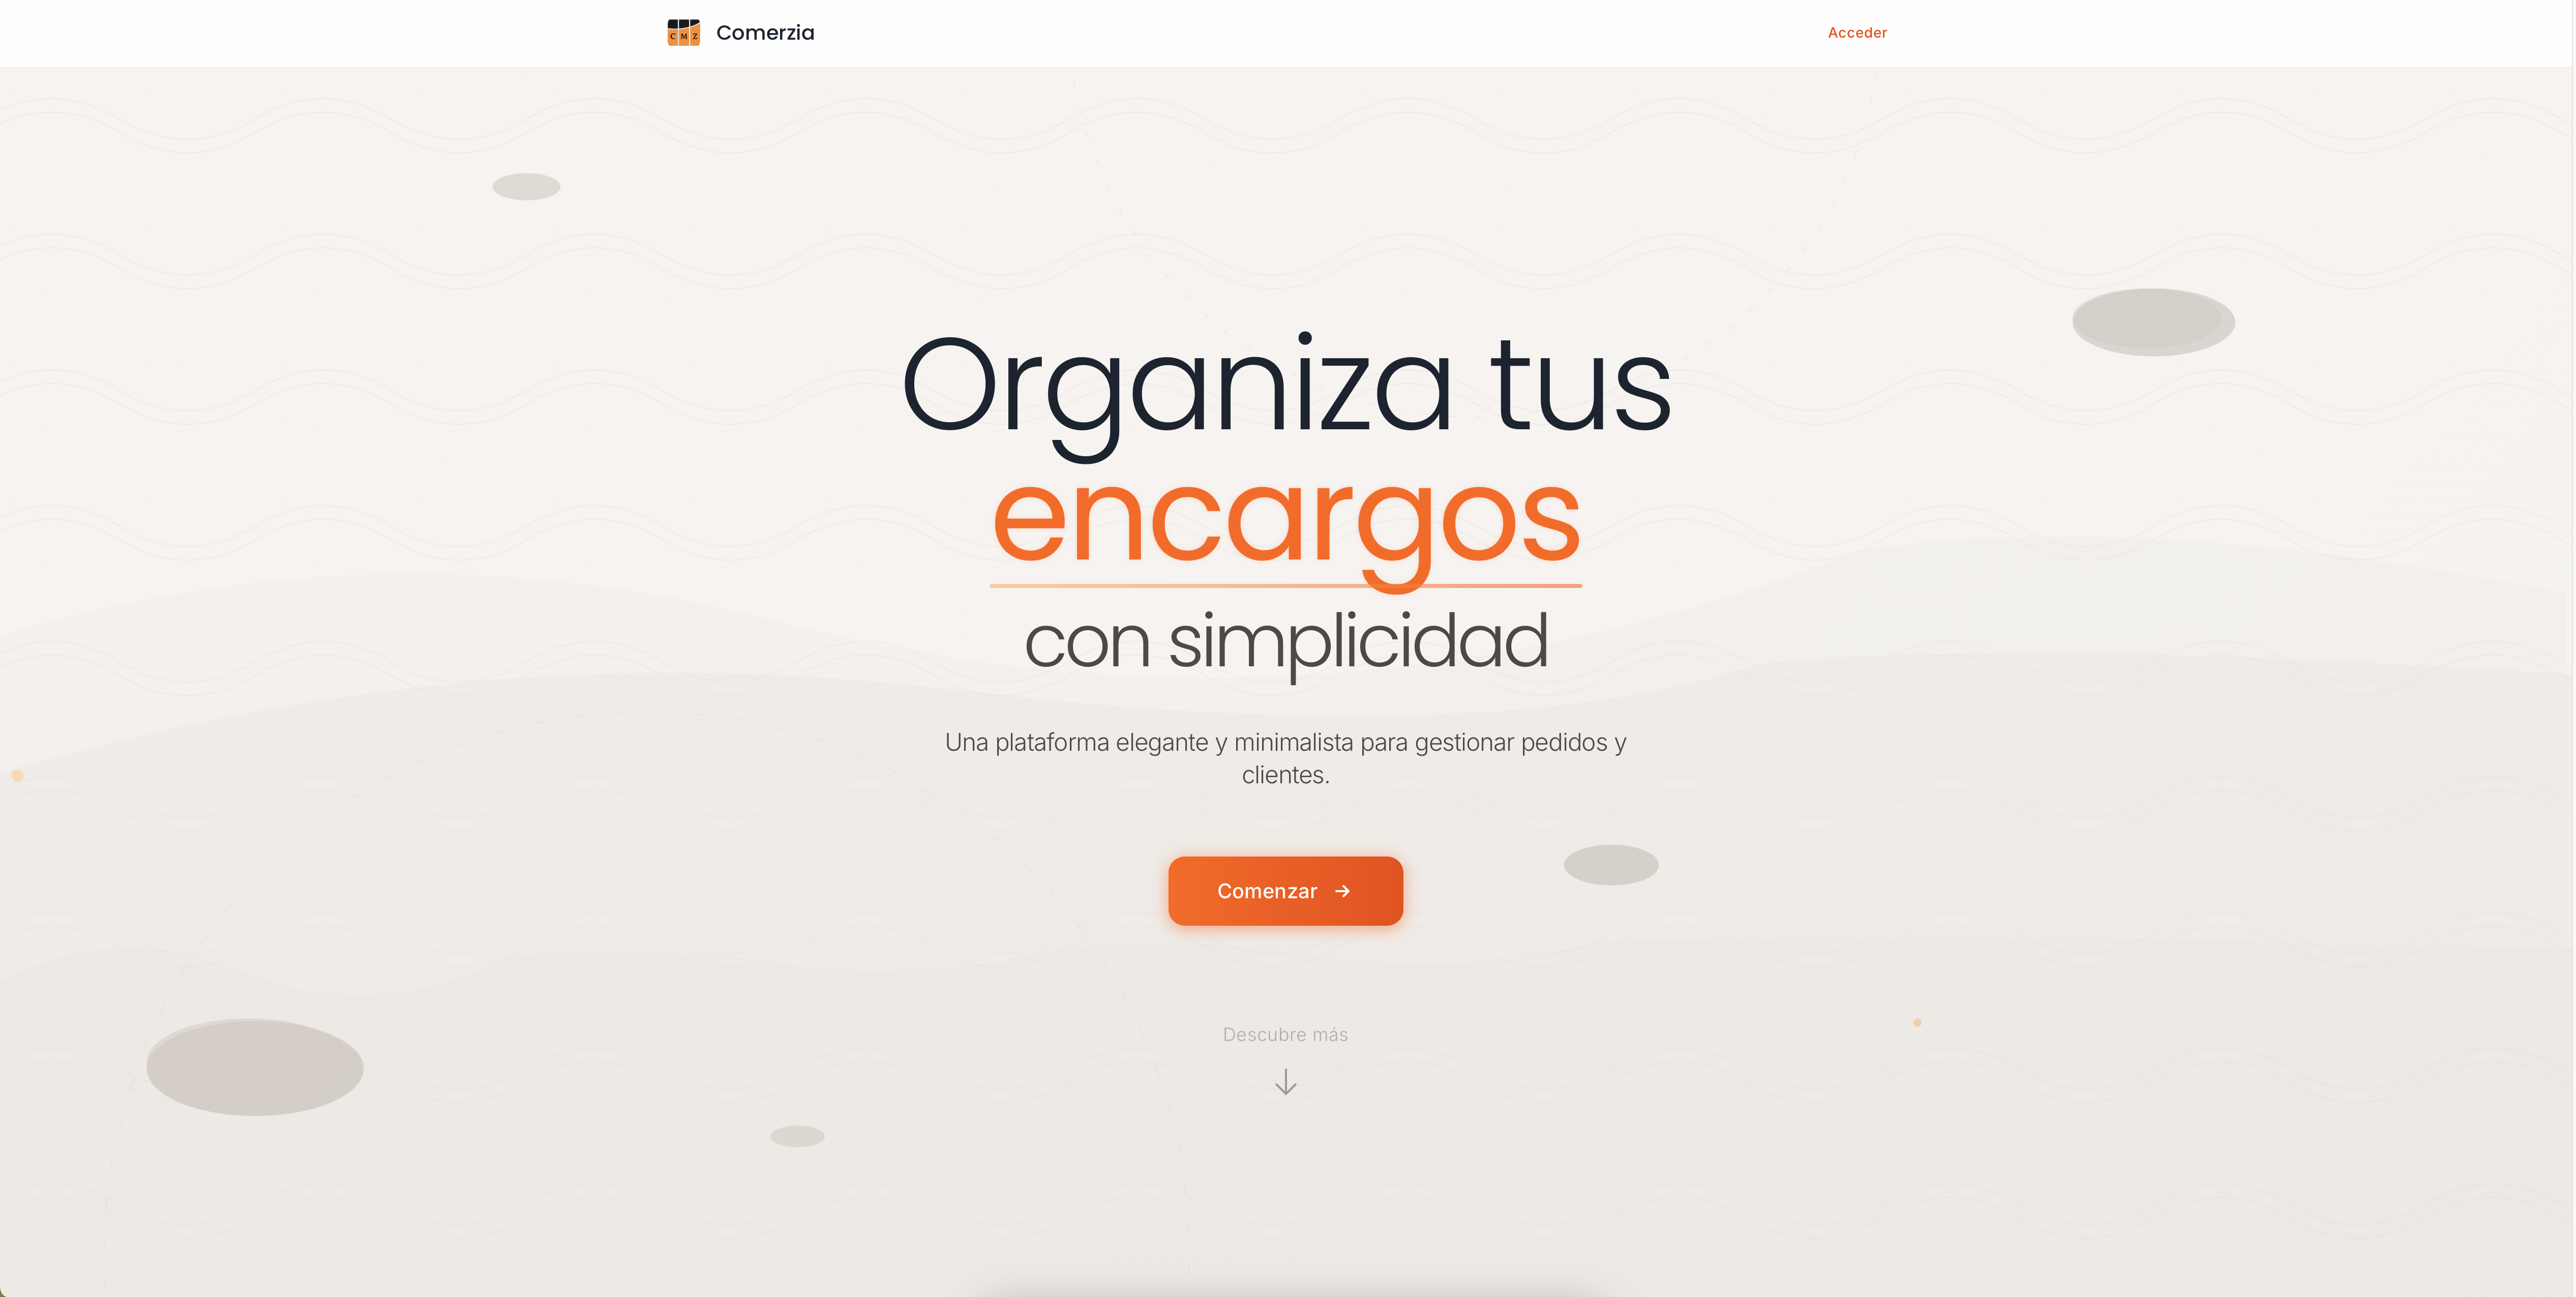 CMZ
Comerzia
Acceder
Organiza tus
encargos
con simplicidad
Una plataforma elegante y minimalista para gestionar pedidos y
clientes.
Comenzar
Descubre más